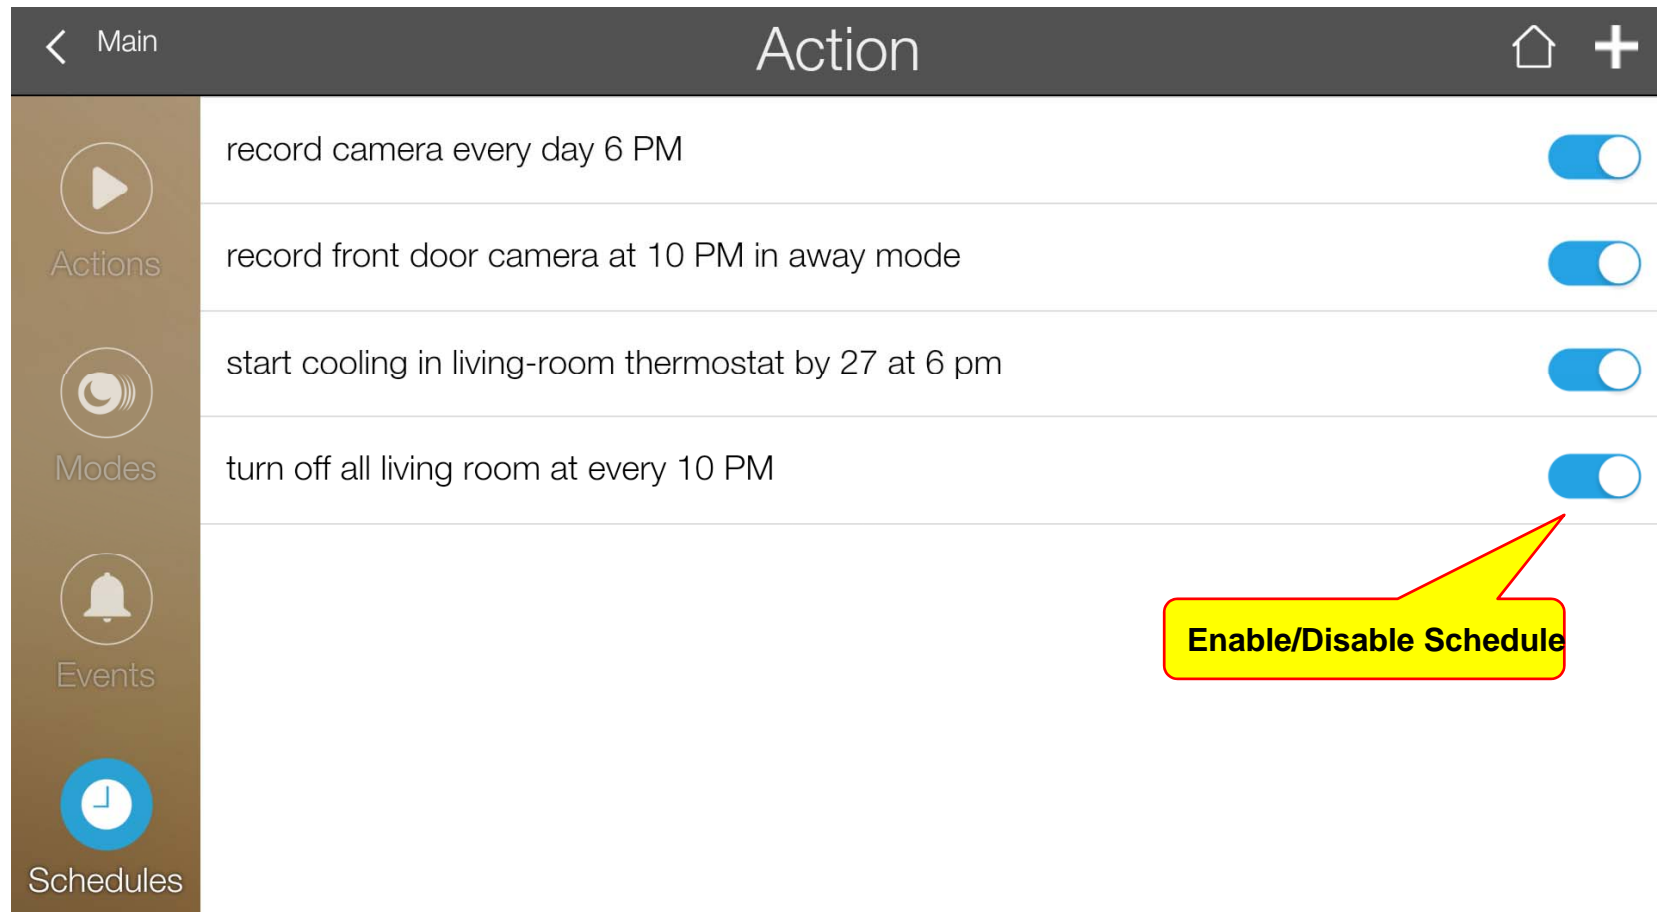 Main
Action
record camera every day 6 PM
Actions
record front door camera at 10 PM in away mode
start cooling in living-room thermostat by 27 at 6 pm
Modes
turn off all living room at every 10 PM
Enable/Disable Schedule
Events
Schedules